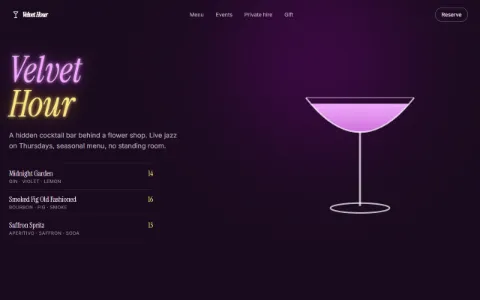 Velvet Hour
Menu
Events
Private hire
Gift
Reserve
Velvet
Hour
A hidden cocktail bar behind a flower shop. Live jazz
on Thursdays, seasonal menu, no standing room.
Midnight Garden 14
GIN · VIOLET · LEMON
Smoked Fig Old Fashioned 16
BOURBON · FIG · SMOKE
Saffron Spritz 13
APERITIVO · SAFFRON · SODA